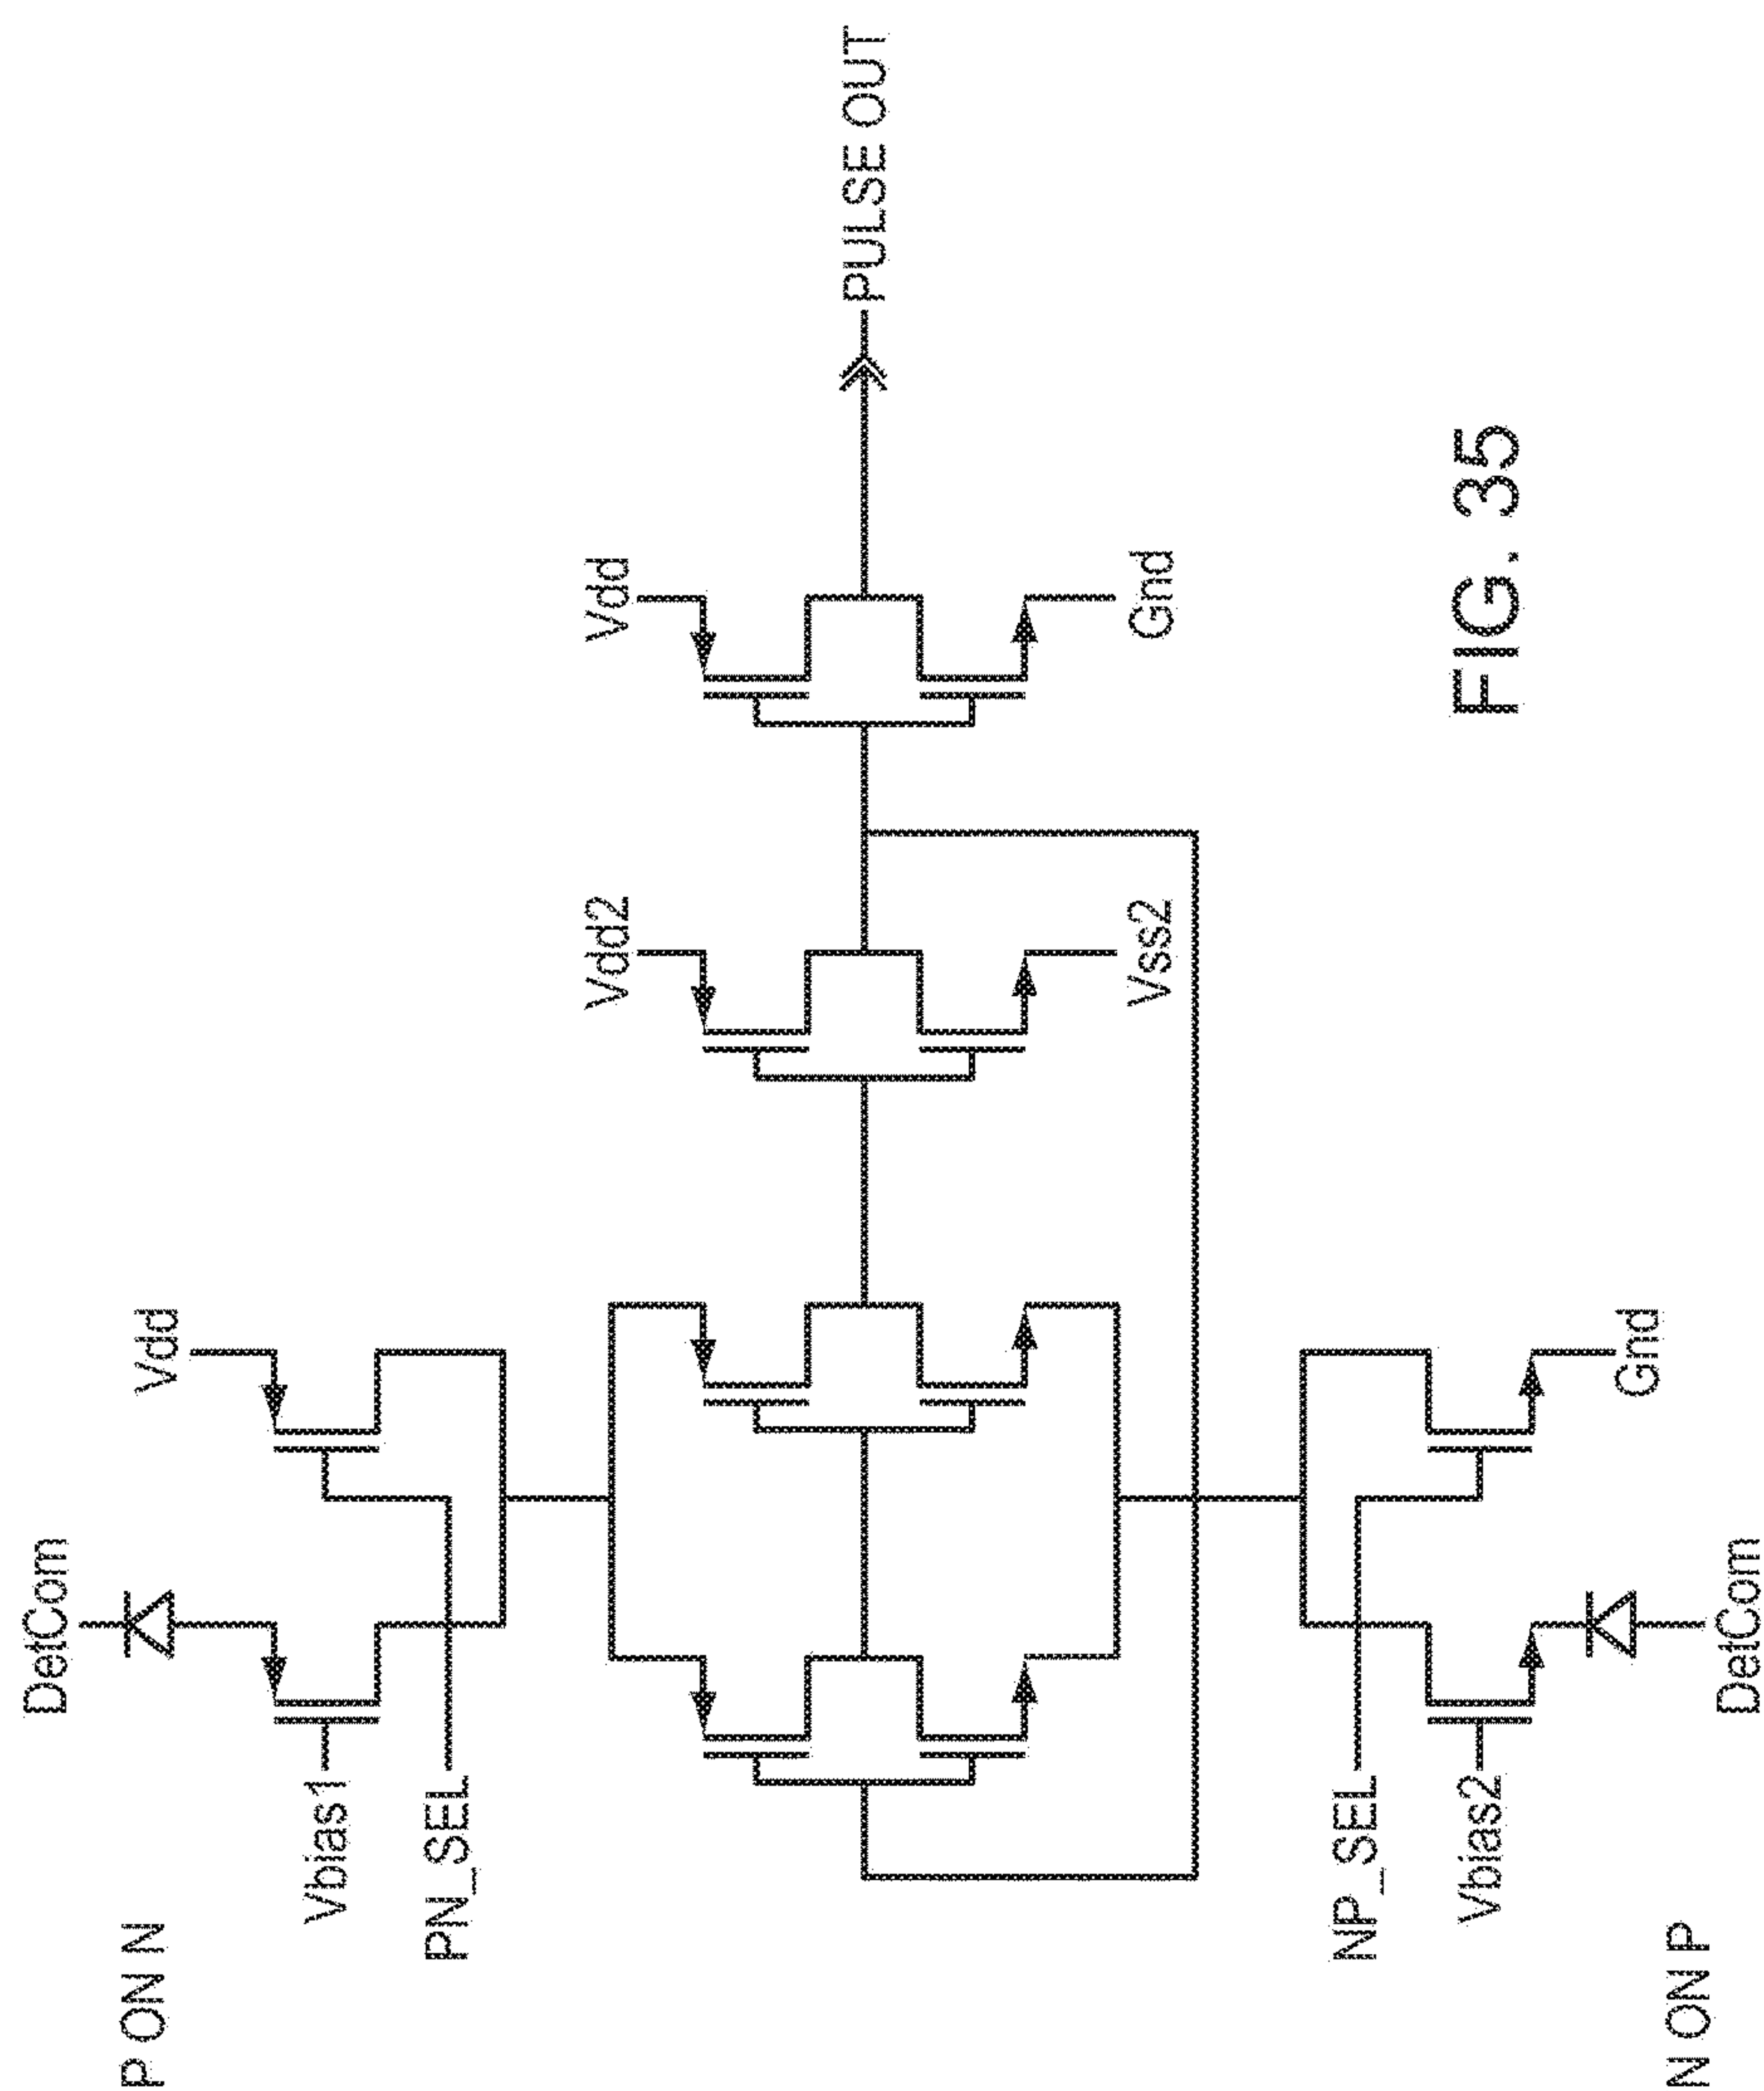 P ON N
DetCom
Vdd
Vbias1
PN_SEL
Vdd2
Vdd
PULSE OUT
Vss2
Gnd
NP_SEL
Vbias2
Gnd
DetCom
N ON P
FIG. 35